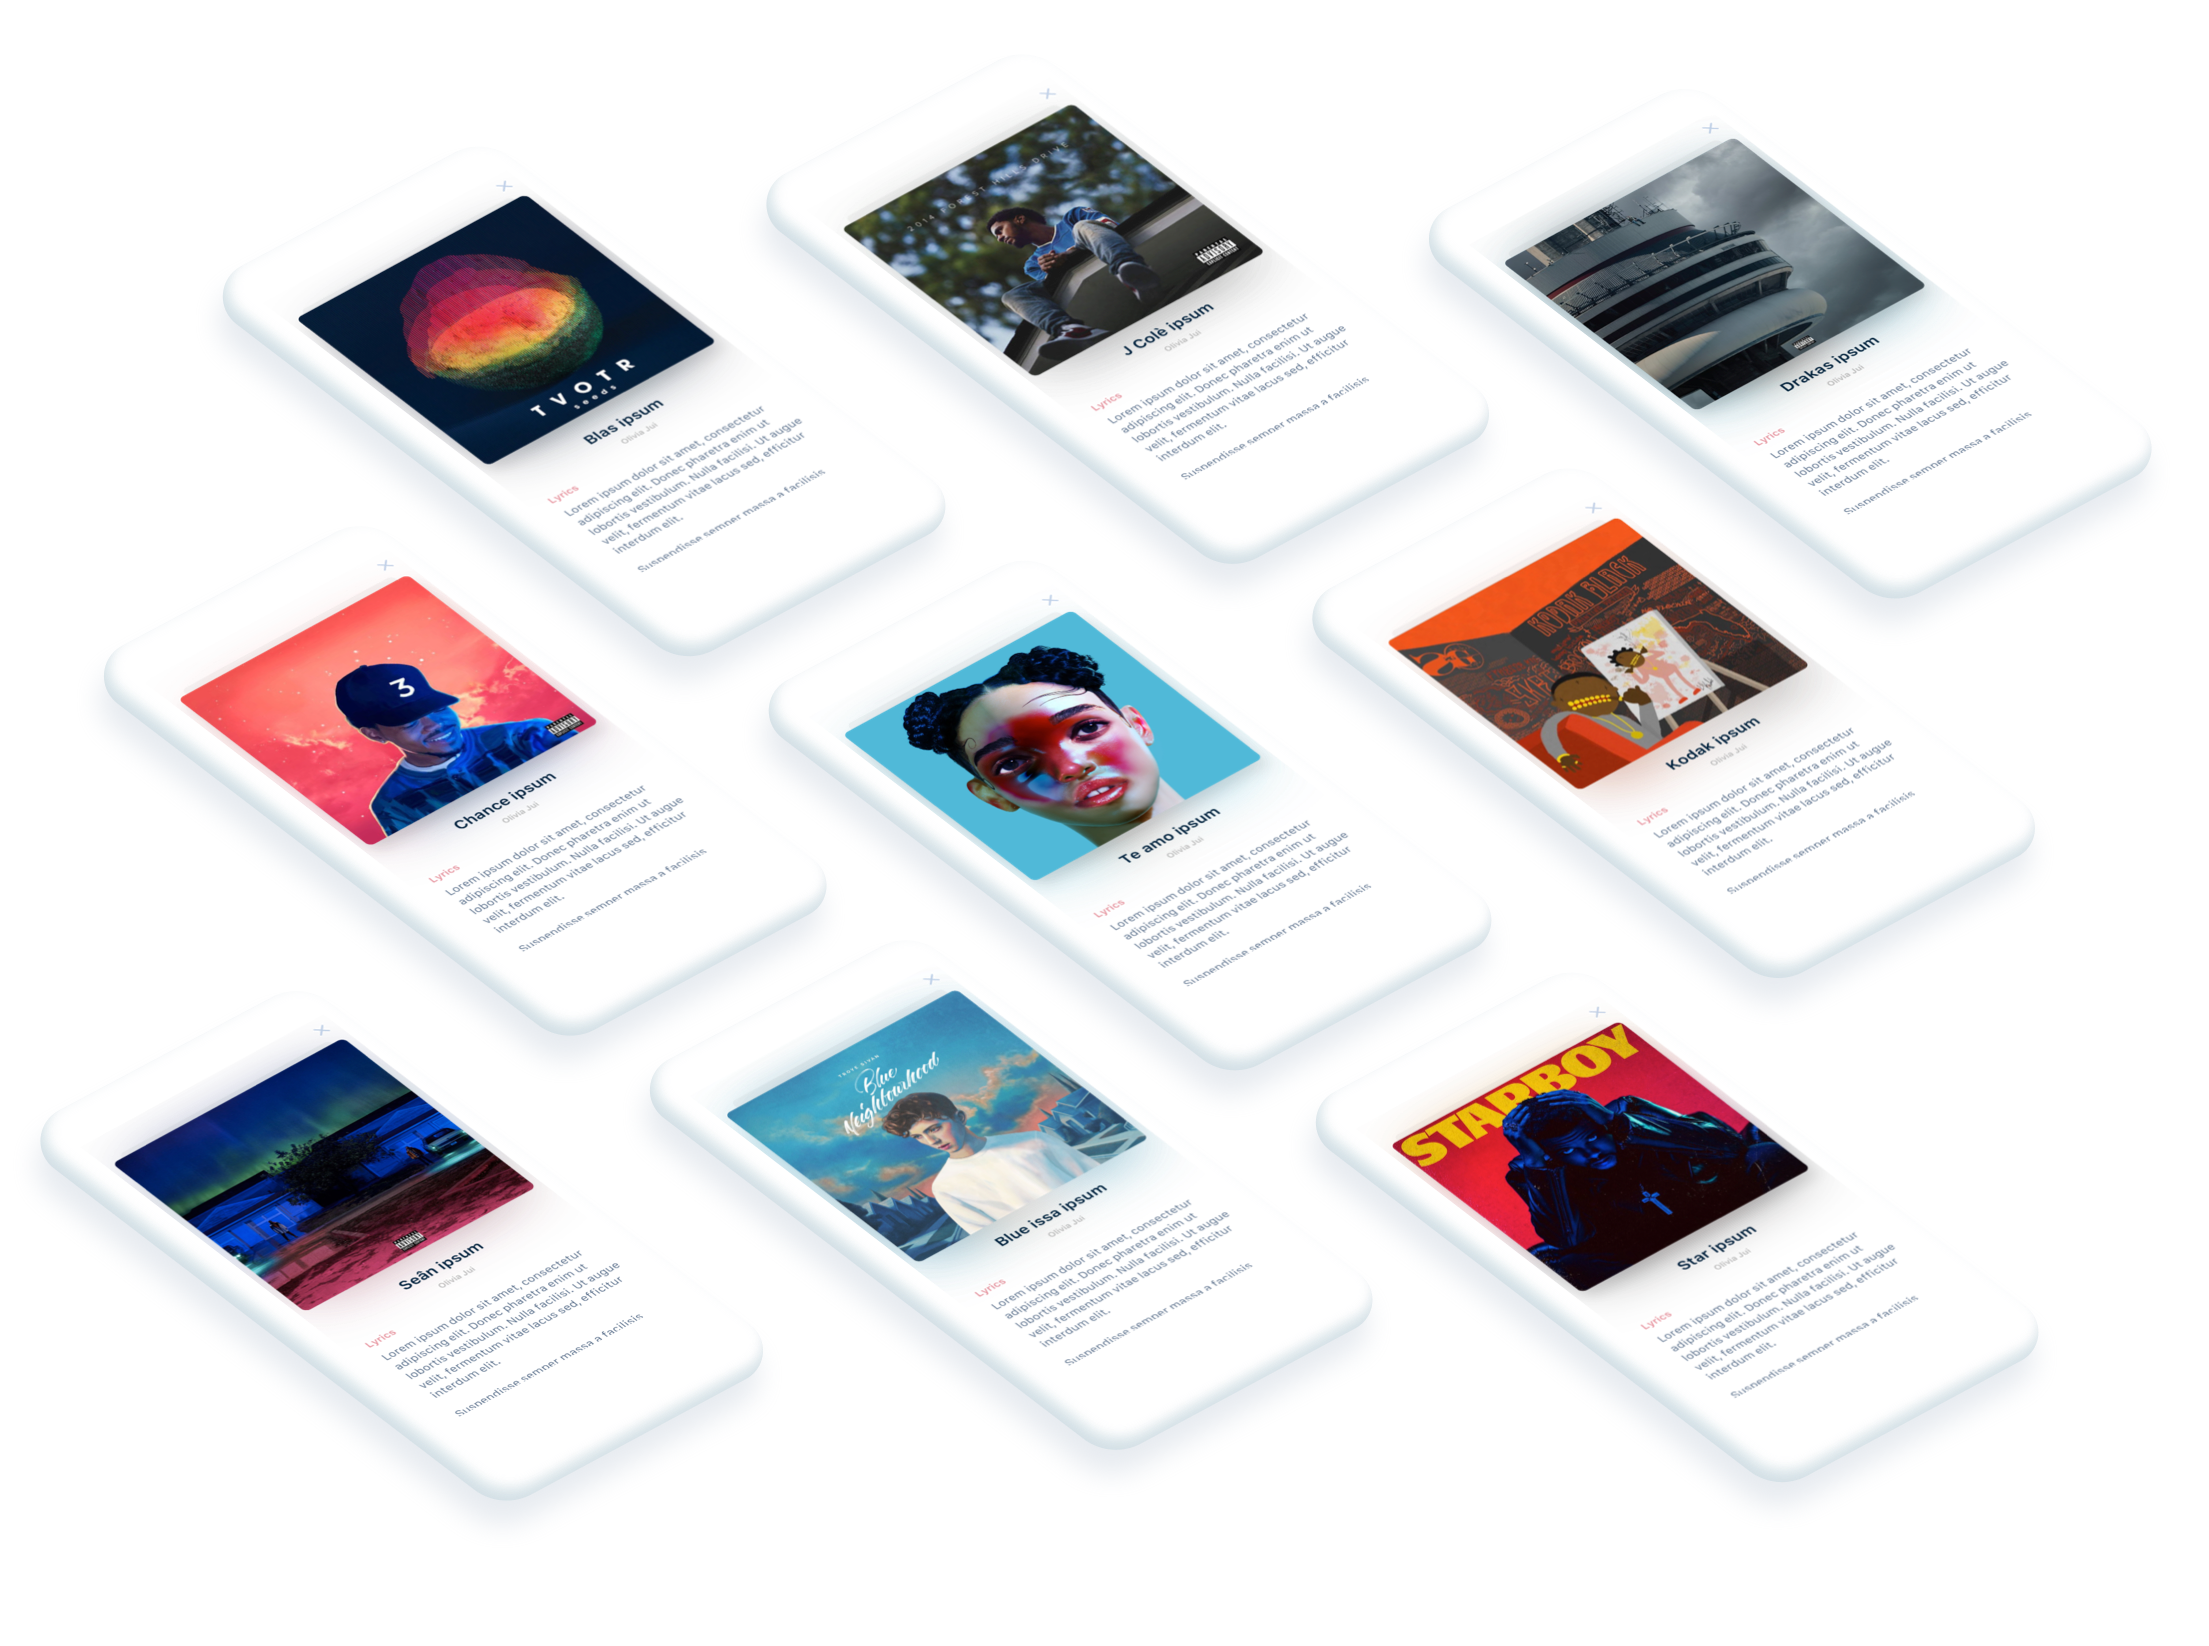 TVOTR
seeds
Blas ipsum
Olivia Jui
Lyrics
Lorem ipsum dolor sit amet, consectetur
adipiscing elit. Donec pharetra enim ut
lobortis vestibulum. Nulla facilisi. Ut augue
velit, fermentum vitae lacus sed, efficitur
interdum elit.
Suspendisse semper massa a facilisis
2014 FOREST HILLS DRIVE
PARENTAL
ADVISORY
EXPLICIT CONTENT
J Colè ipsum
Olivia Jui
Lyrics
Lorem ipsum dolor sit amet, consectetur
adipiscing elit. Donec pharetra enim ut
lobortis vestibulum. Nulla facilisi. Ut augue
velit, fermentum vitae lacus sed, efficitur
interdum elit.
Suspendisse semper massa a facilisis
Drakas ipsum
Olivia Jui
Lyrics
Lorem ipsum dolor sit amet, consectetur
adipiscing elit. Donec pharetra enim ut
lobortis vestibulum. Nulla facilisi. Ut augue
velit, fermentum vitae lacus sed, efficitur
interdum elit.
Suspendisse semper massa a facilisis
3
Chance ipsum
Olivia Jui
Lyrics
Lorem ipsum dolor sit amet, consectetur
adipiscing elit. Donec pharetra enim ut
lobortis vestibulum. Nulla facilisi. Ut augue
velit, fermentum vitae lacus sed, efficitur
interdum elit.
Suspendisse semper massa a facilisis
Te amo ipsum
Olivia Jui
Lyrics
Lorem ipsum dolor sit amet, consectetur
adipiscing elit. Donec pharetra enim ut
lobortis vestibulum. Nulla facilisi. Ut augue
velit, fermentum vitae lacus sed, efficitur
interdum elit.
Suspendisse semper massa a facilisis
KODAK BLACK
Kodak ipsum
Olivia Jui
Lyrics
Lorem ipsum dolor sit amet, consectetur
adipiscing elit. Donec pharetra enim ut
lobortis vestibulum. Nulla facilisi. Ut augue
velit, fermentum vitae lacus sed, efficitur
interdum elit.
Suspendisse semper massa a facilisis
Seân ipsum
Olivia Jui
Lyrics
Lorem ipsum dolor sit amet, consectetur
adipiscing elit. Donec pharetra enim ut
lobortis vestibulum. Nulla facilisi. Ut augue
velit, fermentum vitae lacus sed, efficitur
interdum elit.
Suspendisse semper massa a facilisis
TROYE SIVAN
Blue
Neighbourhood
Blue issa ipsum
Olivia Jui
Lyrics
Lorem ipsum dolor sit amet, consectetur
adipiscing elit. Donec pharetra enim ut
lobortis vestibulum. Nulla facilisi. Ut augue
velit, fermentum vitae lacus sed, efficitur
interdum elit.
Suspendisse semper massa a facilisis
STARBOY
Star ipsum
Olivia Jui
Lyrics
Lorem ipsum dolor sit amet, consectetur
adipiscing elit. Donec pharetra enim ut
lobortis vestibulum. Nulla facilisi. Ut augue
velit, fermentum vitae lacus sed, efficitur
interdum elit.
Suspendisse semper massa a facilisis